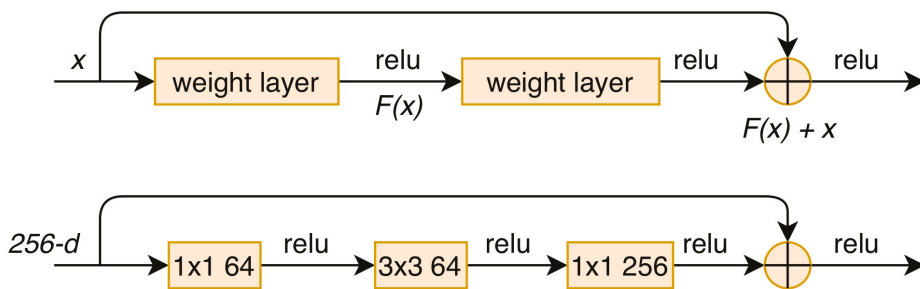 x relu relu relu
weight layer weight layer
F(x)
F(x) + x
256-d relu relu relu relu
1x1 64 3x3 64 1x1 256